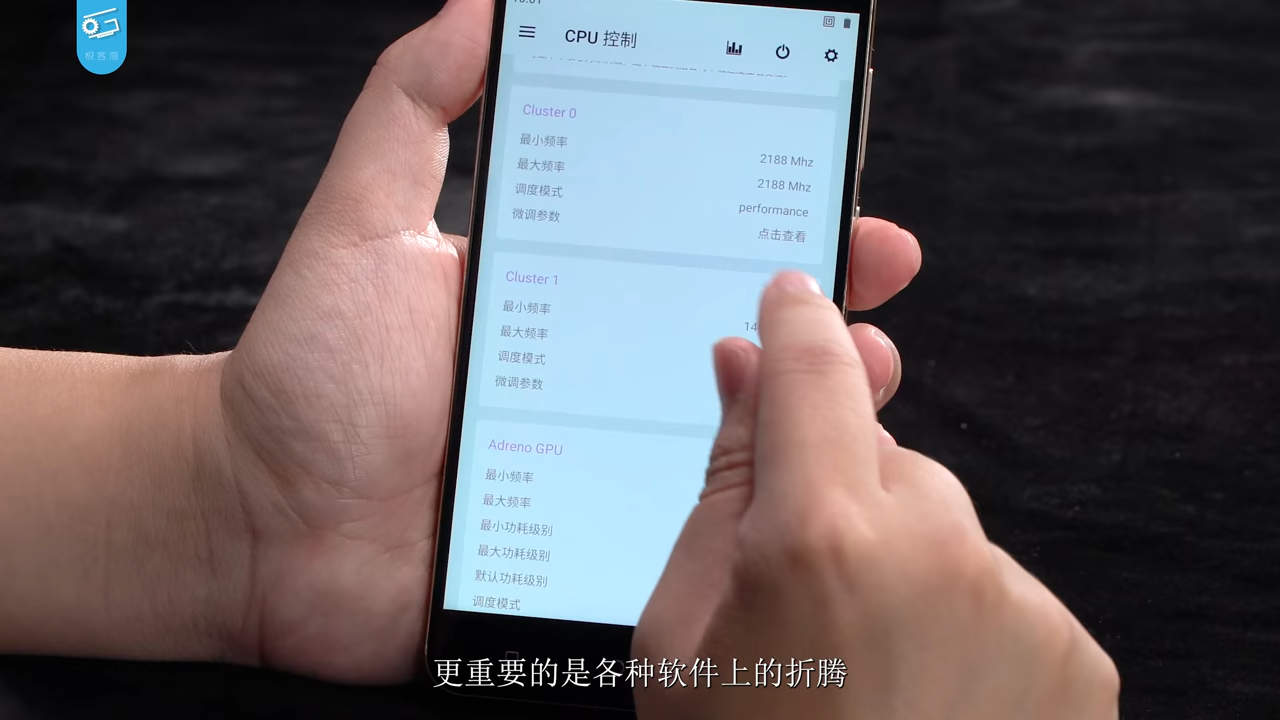 极客湾
CPU 控制
Cluster 0
最小频率 2188 Mhz
最大频率 2188 Mhz
调度模式 performance
微调参数 点击查看
Cluster 1
最小频率 14
最大频率
调度模式
微调参数
Adreno GPU
最小频率
最大频率
最小功耗级别
最大功耗级别
默认功耗级别
调度模式
更重要的是各种软件上的折腾